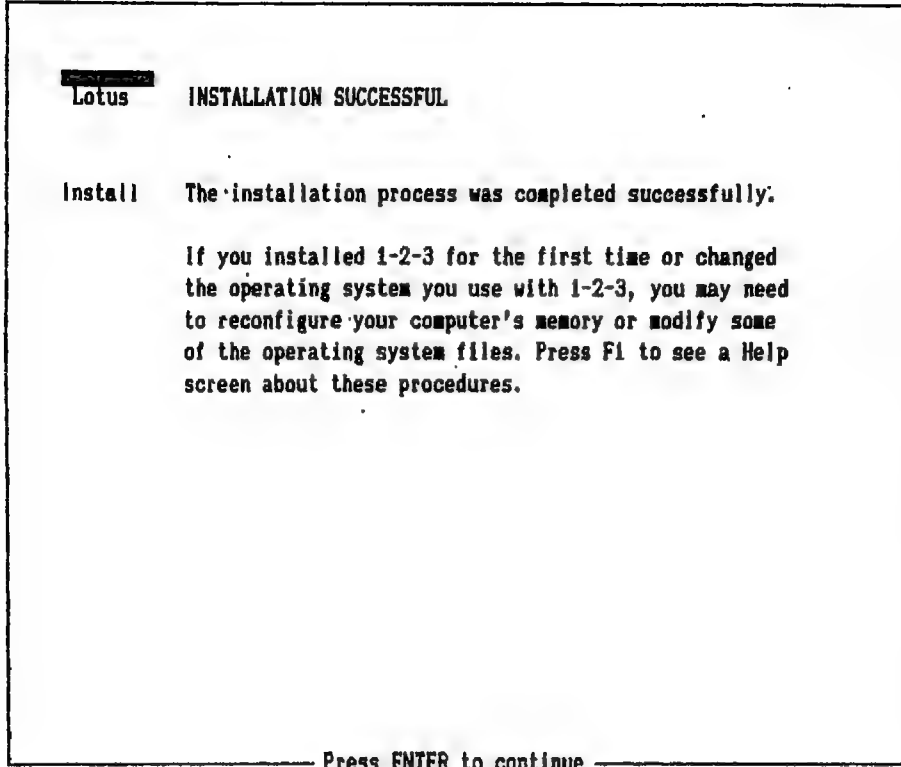 Lotus INSTALLATION SUCCESSFUL
Install The installation process was completed successfully.
If you installed 1-2-3 for the first time or changed
the operating system you use with 1-2-3, you may need
to reconfigure your computer's memory or modify some
of the operating system files. Press F1 to see a Help
screen about these procedures.
Press ENTER to continue